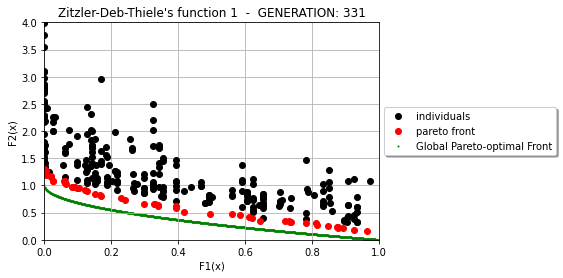 Zitzler-Deb-Thiele's function 1 - GENERATION: 331
4.0
3.5
3.0
2.5
2.0
1.5
1.0
0.5
0.0
F2(x)
0.0 0.2 0.4 0.6 0.8 1.0
F1(x)
individuals
pareto front
Global Pareto-optimal Front